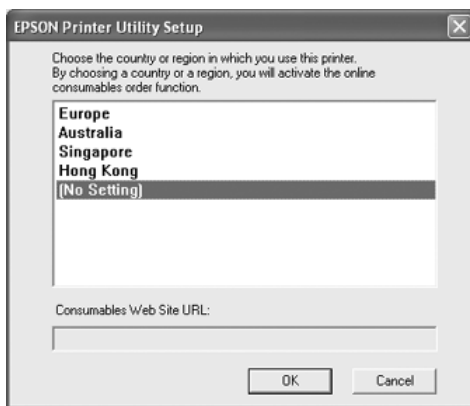 EPSON Printer Utility Setup
Choose the country or region in which you use this printer.
By choosing a country or a region, you will activate the online
consumables order function.
Europe
Australia
Singapore
Hong Kong
(No Setting)
Consumables Web Site URL:
OK
Cancel